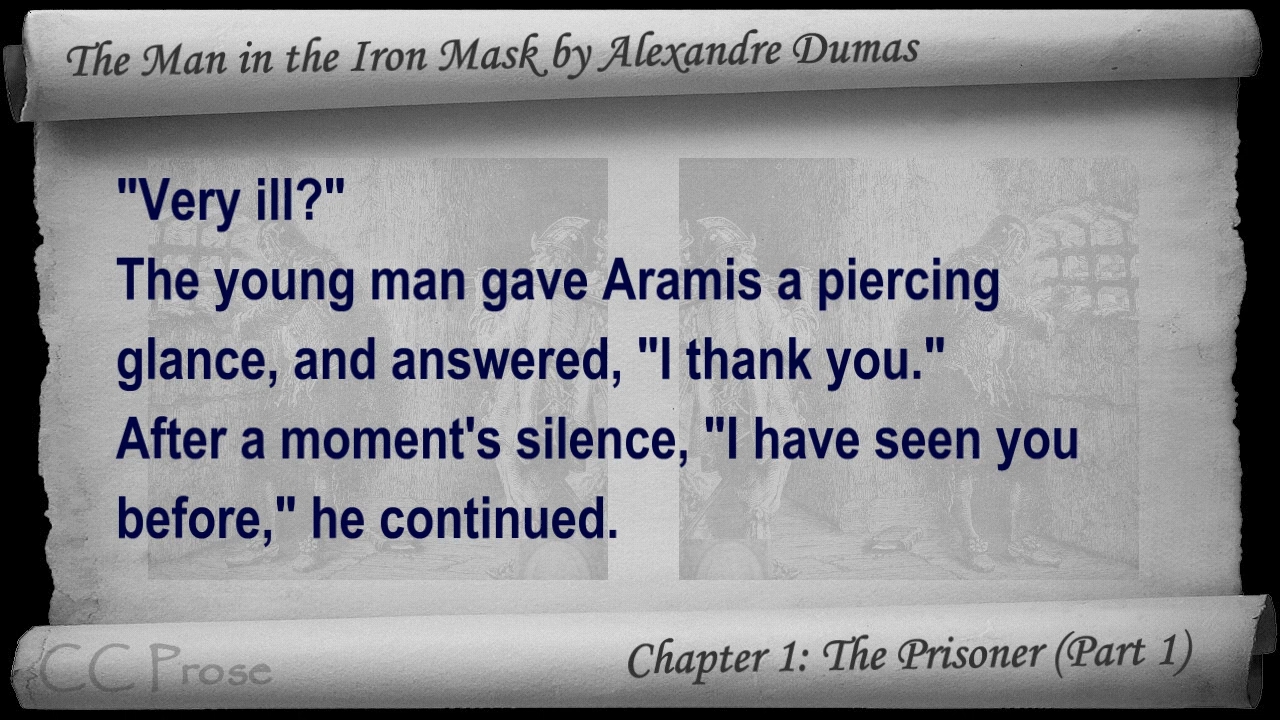 The Man in the Iron Mask by Alexandre Dumas
"Very ill?"
The young man gave Aramis a piercing
glance, and answered, "I thank you."
After a moment's silence, "I have seen you
before," he continued.
CC Prose
Chapter 1: The Prisoner (Part 1)